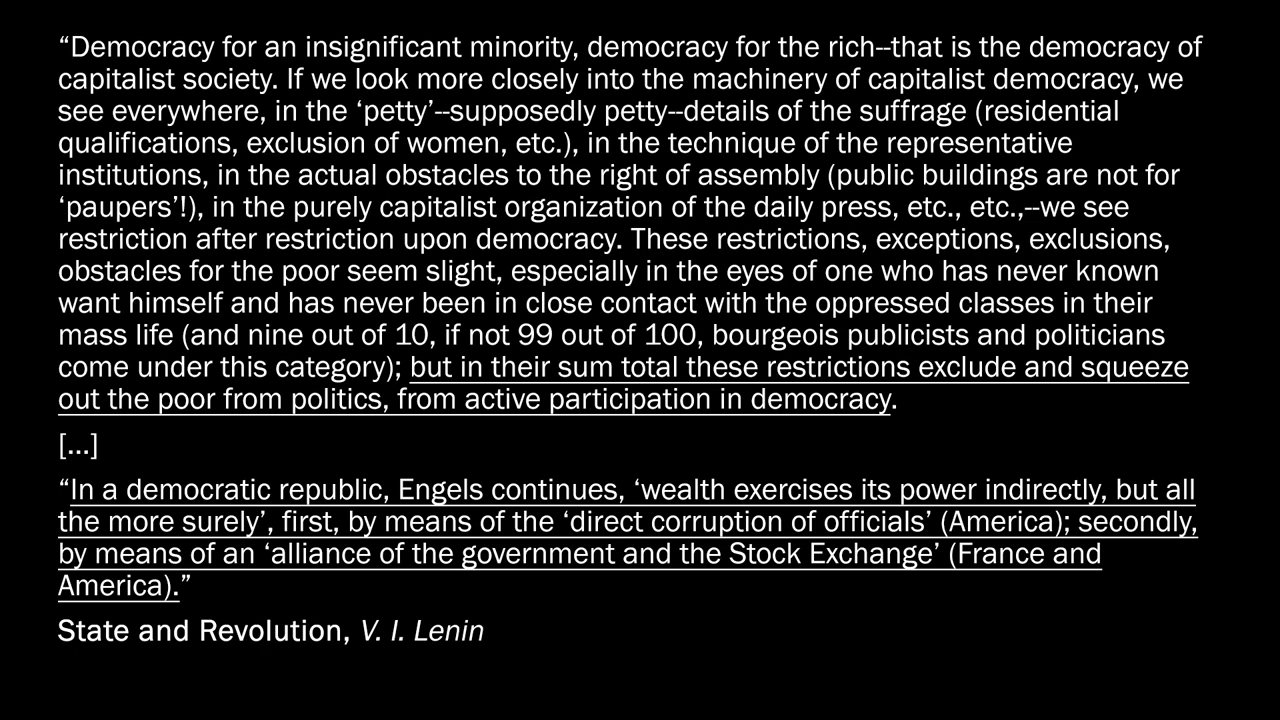 “Democracy for an insignificant minority, democracy for the rich--that is the democracy of
capitalist society. If we look more closely into the machinery of capitalist democracy, we
see everywhere, in the ‘petty’--supposedly petty--details of the suffrage (residential
qualifications, exclusion of women, etc.), in the technique of the representative
institutions, in the actual obstacles to the right of assembly (public buildings are not for
‘paupers’!), in the purely capitalist organization of the daily press, etc., etc.,--we see
restriction after restriction upon democracy. These restrictions, exceptions, exclusions,
obstacles for the poor seem slight, especially in the eyes of one who has never known
want himself and has never been in close contact with the oppressed classes in their
mass life (and nine out of 10, if not 99 out of 100, bourgeois publicists and politicians
come under this category); but in their sum total these restrictions exclude and squeeze
out the poor from politics, from active participation in democracy.
[...]
“In a democratic republic, Engels continues, ‘wealth exercises its power indirectly, but all
the more surely’, first, by means of the ‘direct corruption of officials’ (America); secondly,
by means of an ‘alliance of the government and the Stock Exchange’ (France and
America).”
State and Revolution, V. I. Lenin